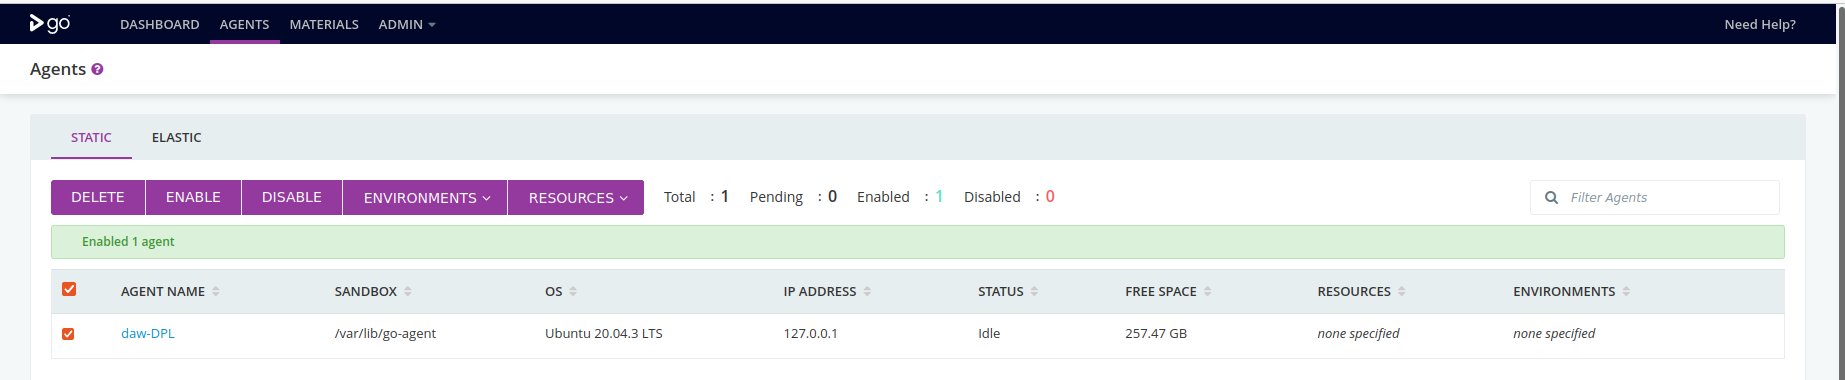 go DASHBOARD AGENTS MATERIALS ADMIN Need Help?
Agents ?
STATIC ELASTIC
DELETE ENABLE DISABLE ENVIRONMENTS RESOURCES Total : 1 Pending : 0 Enabled : 1 Disabled : 0 Filter Agents
Enabled 1 agent
AGENT NAME SANDBOX OS IP ADDRESS STATUS FREE SPACE RESOURCES ENVIRONMENTS
daw-DPL /var/lib/go-agent Ubuntu 20.04.3 LTS 127.0.0.1 Idle 257.47 GB none specified none specified